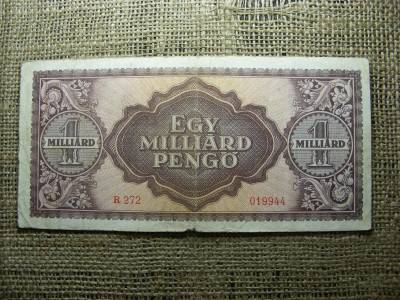 EGY
1 MILLIÁRD
MILLIÁRD
1 MILLIÁRD
PENGŐ
R 272
019944